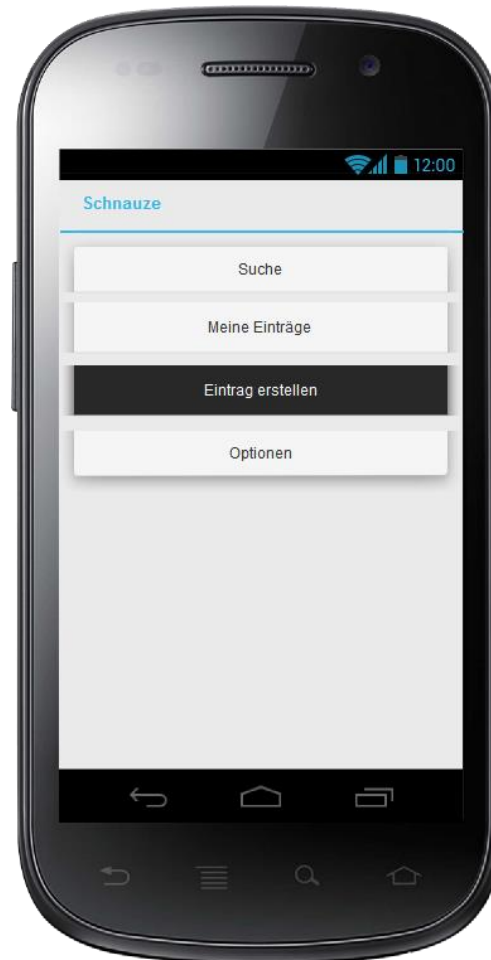 12:00
Schnauze
Suche
Meine Einträge
Eintrag erstellen
Optionen